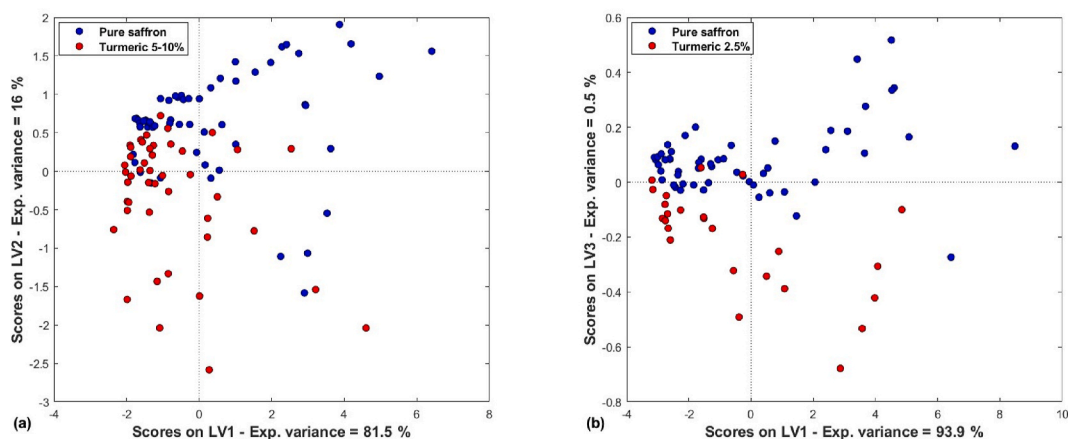 Pure saffron
Turmeric 5-10%
Scores on LV2 - Exp. variance = 16 %
2
1.5
1
0.5
0
-0.5
-1
-1.5
-2
-2.5
-3
-4 -2 0 2 4 6 8
(a)
Scores on LV1 - Exp. variance = 81.5 %
Pure saffron
Turmeric 2.5%
Scores on LV3 - Exp. variance = 0.5 %
0.6
0.4
0.2
0
-0.2
-0.4
-0.6
-0.8
-4 -2 0 2 4 6 8 10
(b)
Scores on LV1 - Exp. variance = 93.9 %